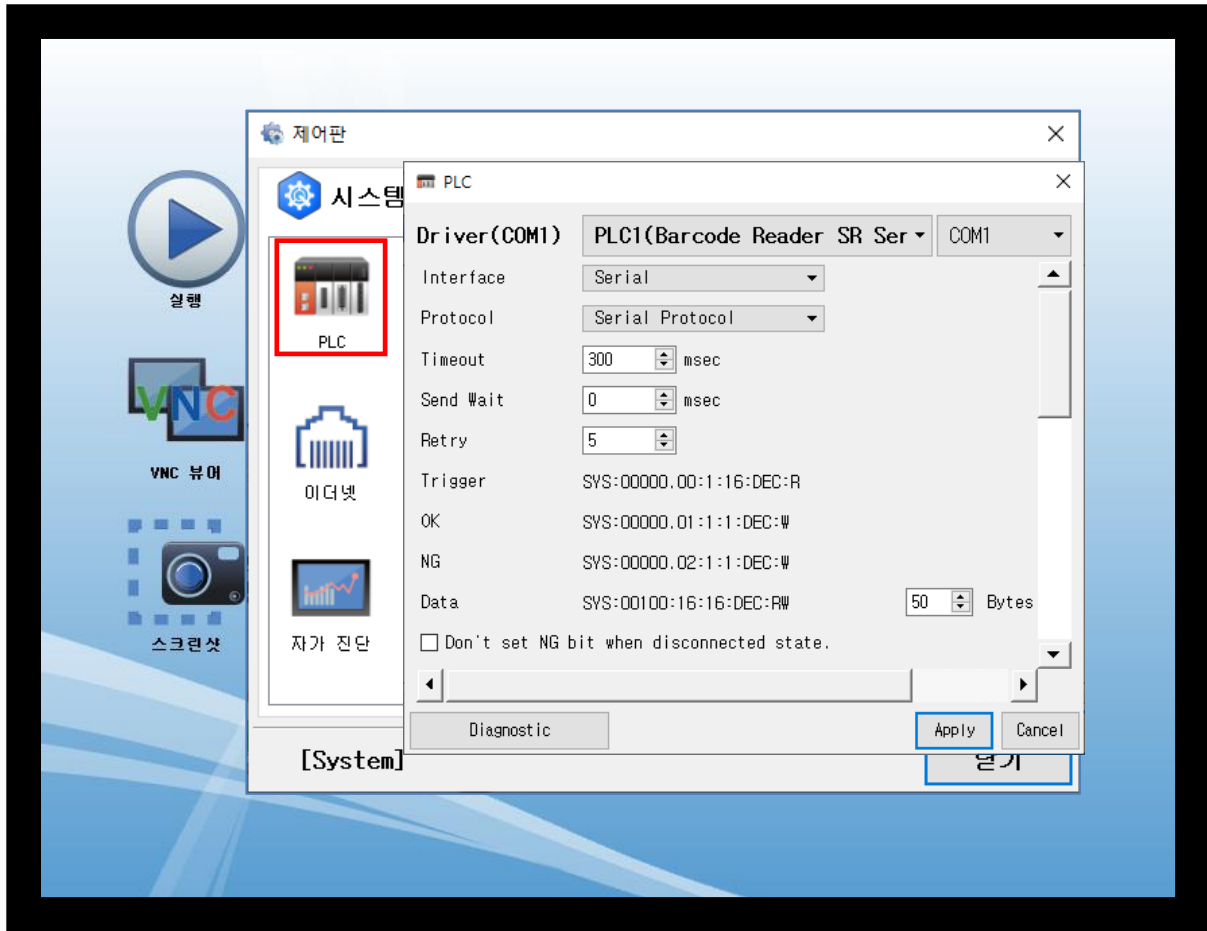 제어판
시스템
PLC
Driver(COM1) PLC1(Barcode Reader SR Ser COM1
Interface Serial
Protocol Serial Protocol
Timeout 300 msec
Send Wait 0 msec
Retry 5
Trigger SYS:00000.00:1:16:DEC:R
OK SYS:00000.01:1:1:DEC:W
NG SYS:00000.02:1:1:DEC:W
Data SYS:00100:16:16:DEC:RW 50 Bytes
Don't set NG bit when disconnected state.
Diagnostic Apply Cancel
PLC
이더넷
자가 진단
[System] 닫기
실행
VNC
VNC 뷰어
스크린샷